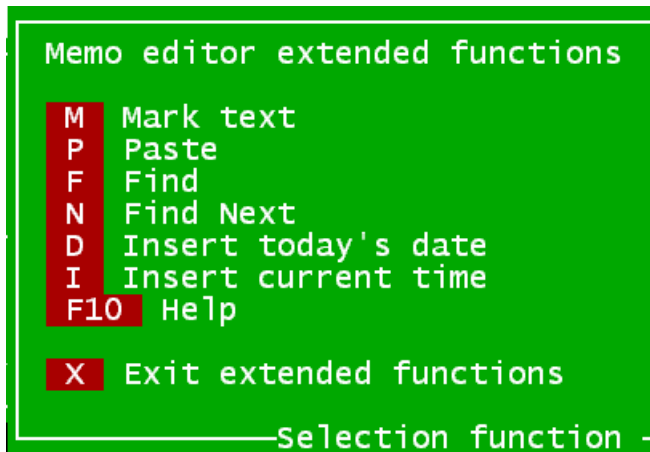 Memo editor extended functions
M Mark text
P Paste
F Find
N Find Next
D Insert today's date
I Insert current time
F10 Help
X Exit extended functions
Selection function